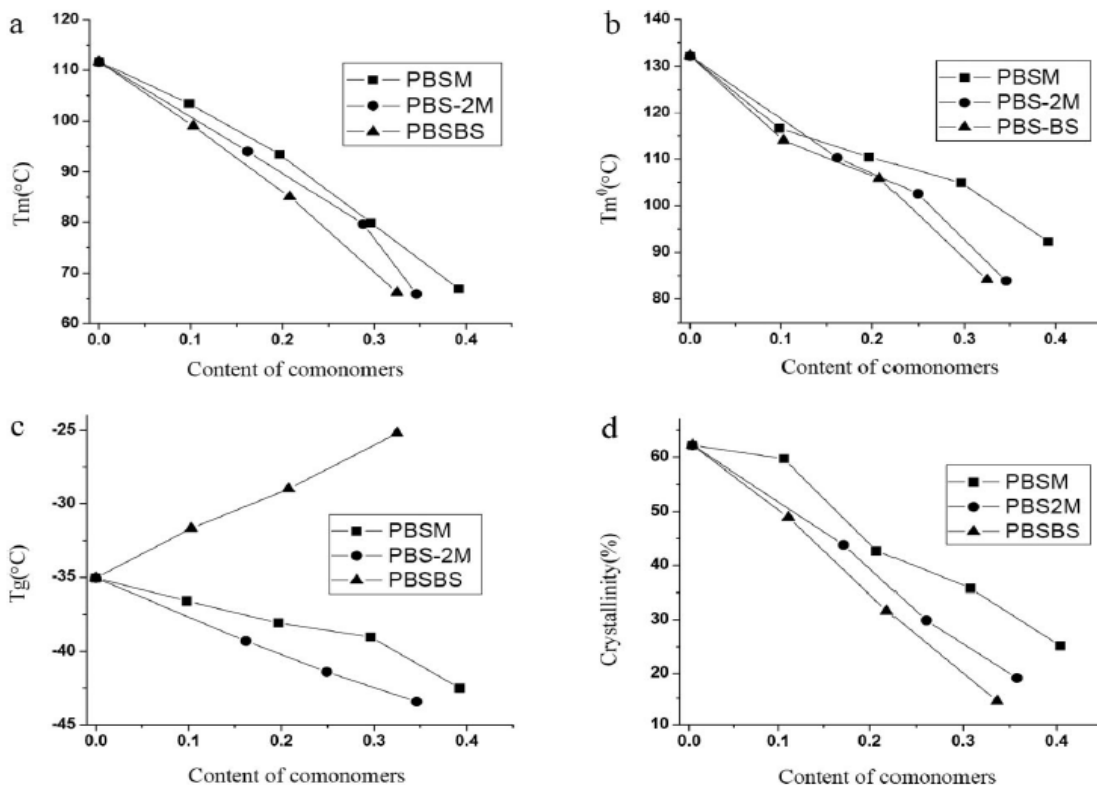 a
120
110
100
90
80
70
60
Tm(°C)
PBSM
PBS-2M
PBSBS
0.0 0.1 0.2 0.3 0.4
Content of comonomers
b
140
130
120
110
100
90
80
Tm⁰(°C)
PBSM
PBS-2M
PBS-BS
0.0 0.1 0.2 0.3 0.4
Content of comonomers
c
-25
-30
-35
-40
-45
Tg(°C)
PBSM
PBS-2M
PBSBS
0.0 0.1 0.2 0.3 0.4
Content of comonomers
d
60
50
40
30
20
10
Crystallinity(%)
PBSM
PBS2M
PBSBS
0.0 0.1 0.2 0.3 0.4
Content of comonomers